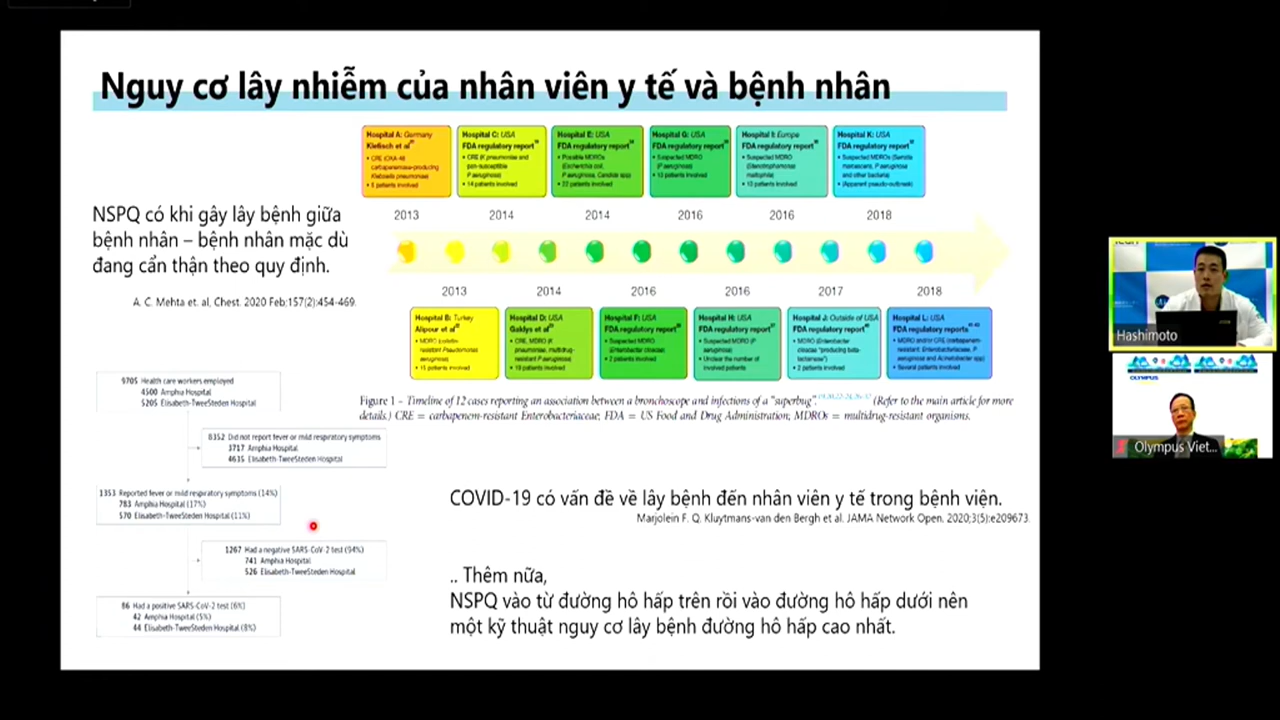 Nguy cơ lây nhiễm của nhân viên y tế và bệnh nhân
Hospital A: Germany
Klefisch et al
• CRE (OXA-48
carbapenemase-producing
Klebsiella pneumoniae)
• 6 patients involved
Hospital C: USA
FDA regulatory report
• CRE (K pneumoniae and
pan-susceptible
P aeruginosa)
• 14 patients involved
Hospital E: USA
FDA regulatory report
• Possible MDROs
(Escherichia coli,
P aeruginosa, Candida spp)
• 22 patients involved
Hospital G: USA
FDA regulatory report
• Suspected MDRO
(P aeruginosa)
• 13 patients involved
Hospital I: Europe
FDA regulatory report
• Suspected MDRO
(Stenotrophomonas
maltophilia)
• 13 patients involved
Hospital K: USA
FDA regulatory report
• Suspected MDROs (Serratia
marcescens, P aeruginosa
and other bacteria)
• (Apparent pseudo-outbreak)
2013
2014
2014
2016
2016
2018
NSPQ có khi gây lây bệnh giữa
bệnh nhân – bệnh nhân mặc dù
đang cẩn thận theo quy định.
A. C. Mehta et. al, Chest. 2020 Feb;157(2):454-469.
2013
2014
2016
2016
2017
2018
Hospital B: Turkey
Alipour et al
• MDRO (colistin-
resistant Pseudomonas
aeruginosa)
• 15 patients involved
Hospital D: USA
Galdys et al
• CRE, MDRO (K
pneumoniae, multidrug-
resistant P aeruginosa)
• 19 patients involved
Hospital F: USA
FDA regulatory report
• Suspected MDRO
(Enterobacter cloacae)
• 2 patients involved
Hospital H: USA
FDA regulatory report
• Suspected MDRO (P
aeruginosa)
• Unclear the number of
involved patients
Hospital J: Outside of USA
FDA regulatory report
• MDRO (Enterobacter
cloacae "producing beta-
lactamase")
• 2 patients involved
Hospital L: USA
FDA regulatory reports
• MDRO and/or CRE (carbapenem-
resistant Enterobacteriaceae, P
aeruginosa and Acinetobacter spp)
• Several patients involved
Figure 1 – Timeline of 12 cases reporting an association between a bronchoscope and infections of a "superbug". (Refer to the main article for more
details.) CRE = carbapenem-resistant Enterobacteriaceae; FDA = US Food and Drug Administration; MDROs = multidrug-resistant organisms.
9705 Health care workers employed
4500 Amphia Hospital
5205 Elisabeth-TweeSteden Hospital
8352 Did not report fever or mild respiratory symptoms
3717 Amphia Hospital
4635 Elisabeth-TweeSteden Hospital
1353 Reported fever or mild respiratory symptoms (14%)
783 Amphia Hospital (17%)
570 Elisabeth-TweeSteden Hospital (11%)
1267 Had a negative SARS-CoV-2 test (94%)
741 Amphia Hospital
526 Elisabeth-TweeSteden Hospital
86 Had a positive SARS-CoV-2 test (6%)
42 Amphia Hospital (5%)
44 Elisabeth-TweeSteden Hospital (8%)
COVID-19 có vấn đề về lây bệnh đến nhân viên y tế trong bệnh viện.
Marjolein F. Q. Kluytmans-van den Bergh et al. JAMA Network Open. 2020;3(5):e209673.
.. Thêm nữa,
NSPQ vào từ đường hô hấp trên rồi vào đường hô hấp dưới nên
một kỹ thuật nguy cơ lây bệnh đường hô hấp cao nhất.
Hashimoto
OLYMPUS
Olympus Viet...